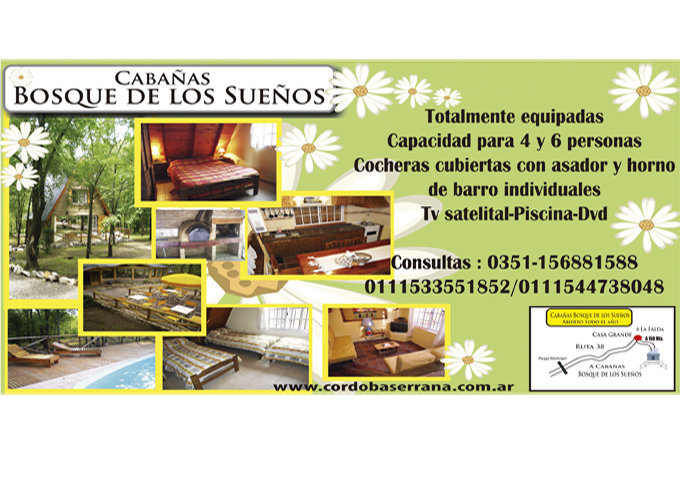 CABAÑAS
BOSQUE DE LOS SUEÑOS
Totalmente equipadas
Capacidad para 4 y 6 personas
Cocheras cubiertas con asador y horno
de barro individuales
Tv satelital-Piscina-Dvd
Consultas : 0351-156881588
0111533551852/0111544738048
www.cordobaserrana.com.ar
CABAÑAS BOSQUE DE LOS SUEÑOS
ABIERTO TODO EL AÑO
A LA FALDA
CASA GRANDE
A 150 Mts.
RUTA 38
A CABAÑAS
BOSQUE DE LOS SUEÑOS